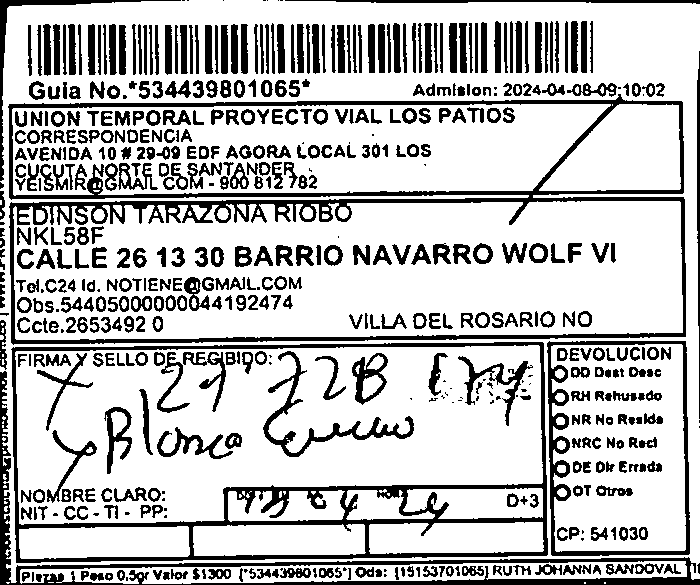 Guia No.*534439801065*
Admision: 2024-04-08-09:10:02
UNION TEMPORAL PROYECTO VIAL LOS PATIOS
CORRESPONDENCIA
AVENIDA 10 # 29-09 EDF AGORA LOCAL 301 LOS
CUCUTA NORTE DE SANTANDER
YEISMIR@GMAIL COM - 900 812 782
EDINSON TARAZONA RIOBO
NKL58F
CALLE 26 13 30 BARRIO NAVARRO WOLF VI
Tel.C24 Id. NOTIENE@GMAIL.COM
Obs.54405000000044192474
Ccte.2653492 0
VILLA DEL ROSARIO NO
FIRMA Y SELLO DE REGIBIDO:
Blanca
NOMBRE CLARO:
NIT - CC - TI - PP:
04 24
D+3
DEVOLUCION
DD Dest Desc
RH Rehusado
NR No Reside
NRC No Recl
DE Dir Errada
OT Otros
CP: 541030
Piezas 1 Peso 0,5gr Valor $1300 [*534439801065*] Ods: [15153701065] RUTH JOHANNA SANDOVAL